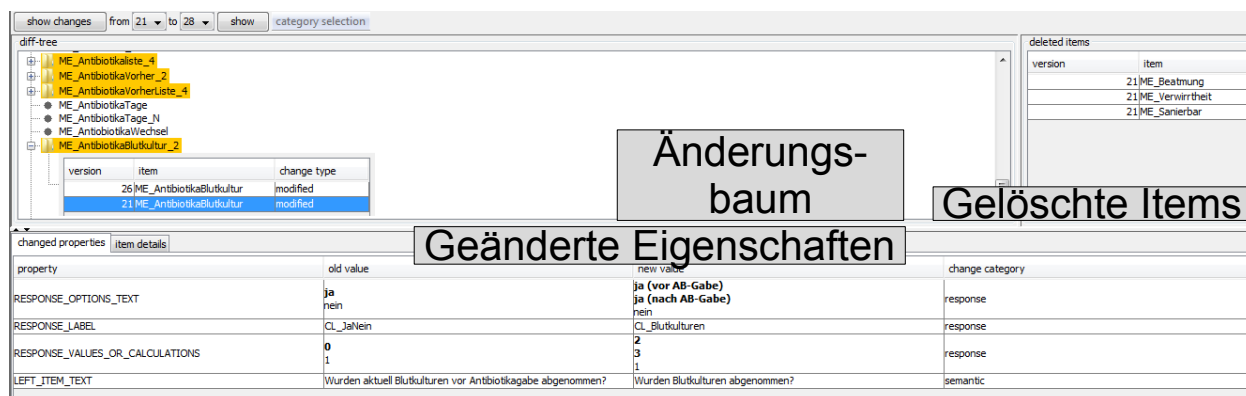 show changes from 21 to 28 show category selection
diff-tree
deleted items
ME_Antibiotikaliste_4
ME_AntibiotikaVorher_2
ME_AntibiotikaVorherListe_4
ME_AntibiotikaTage
ME_AntibiotikaTage_N
ME_AntiobiotikaWechsel
ME_AntibiotikaBlutkultur_2
version item change type
26 ME_AntibiotikaBlutkultur modified
21 ME_AntibiotikaBlutkultur modified
version item
21 ME_Beatmung
21 ME_Verwirrtheit
21 ME_Sanierbar
Änderungs-
baum
Gelöschte Items
Geänderte Eigenschaften
changed properties item details
property old value new value change category
RESPONSE_OPTIONS_TEXT
ja
nein
ja (vor AB-Gabe)
ja (nach AB-Gabe)
nein
response
RESPONSE_LABEL CL_JaNein CL_Blutkulturen response
RESPONSE_VALUES_OR_CALCULATIONS
0
1
2
3
1
response
LEFT_ITEM_TEXT Wurden aktuell Blutkulturen vor Antibiotikagabe abgenommen? Wurden Blutkulturen abgenommen? semantic